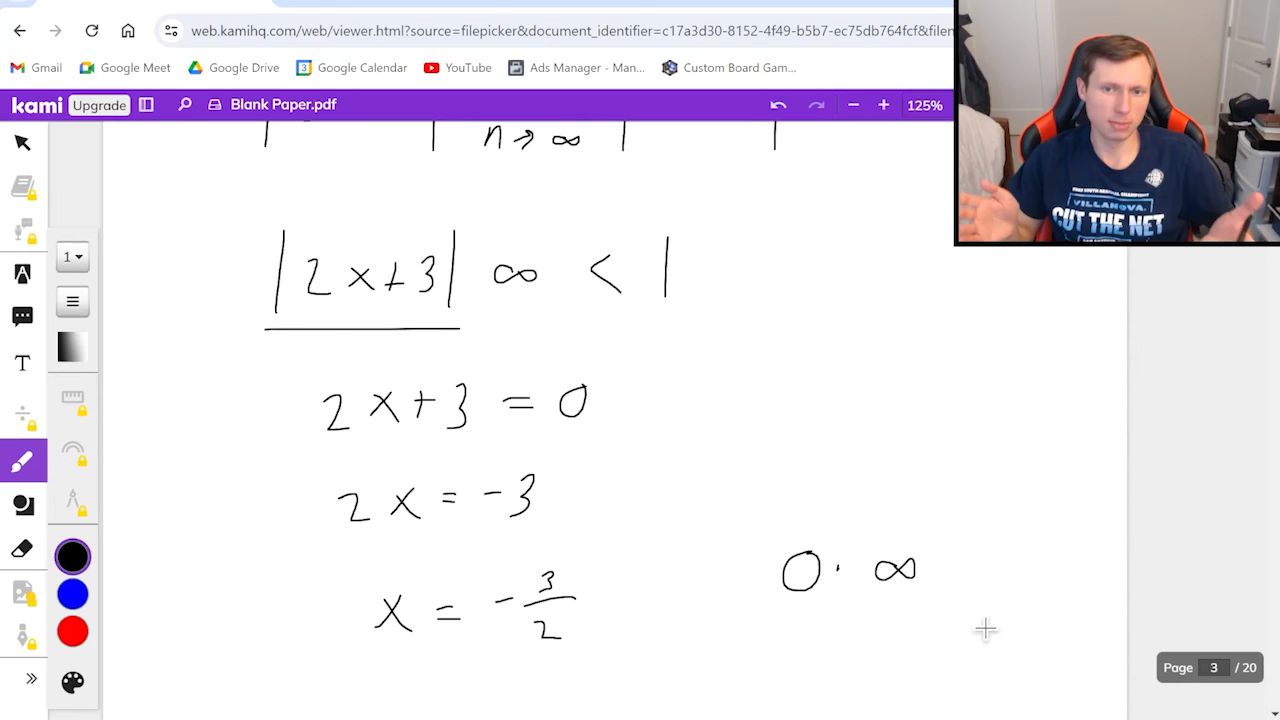 web.kamihq.com/web/viewer.html?source=filepicker&document_identifier=c17a3d30-8152-4f49-b5b7-ec75db764fcf&filen
Gmail Google Meet Google Drive Google Calendar YouTube Ads Manager - Man... Custom Board Gam...
kami Upgrade Blank Paper.pdf 125%
| | n → ∞ | |
|2x+3| ∞ < 1
2x+3 = 0
2x = -3
0 · ∞
x = -3/2
1
T
Page 3 / 20
VILLANOVA
CUT THE NET